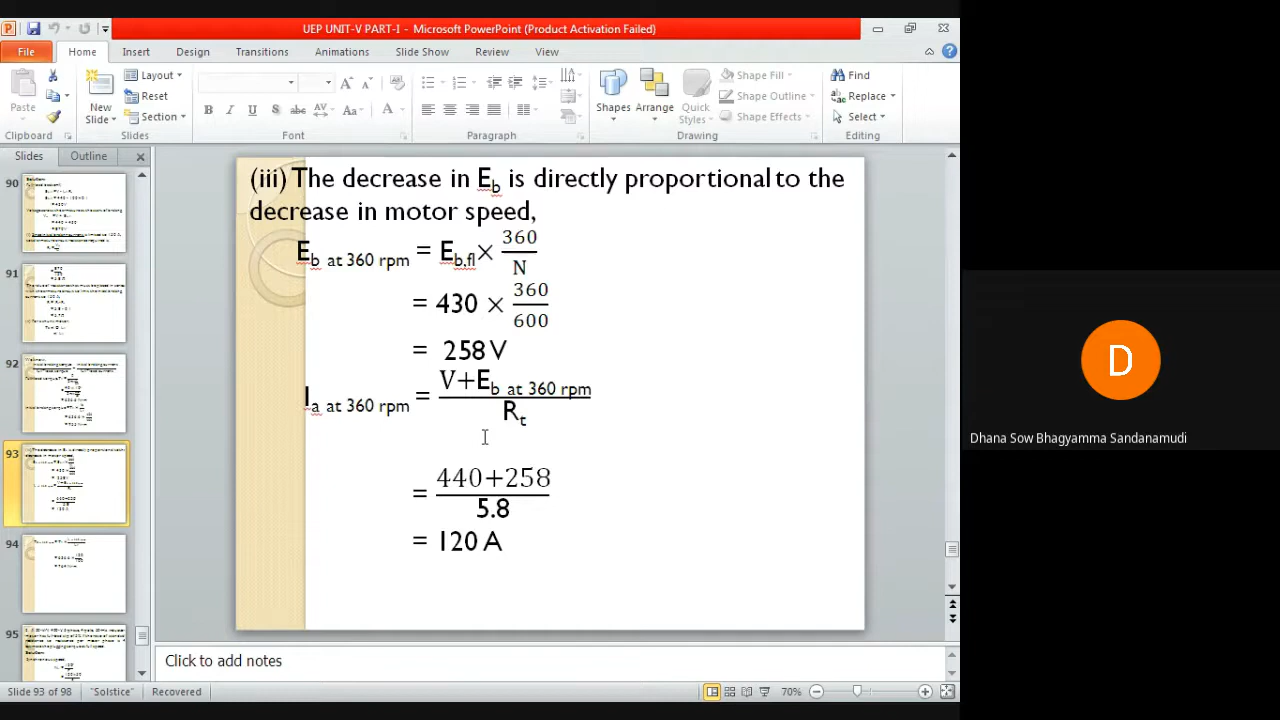 UEP UNIT-V PART-I - Microsoft PowerPoint (Product Activation Failed)
File Home Insert Design Transitions Animations Slide Show Review View
Paste
New Slide
Layout
Reset
Section
Shapes Arrange Quick Styles
Shape Fill
Shape Outline
Shape Effects
Find
Replace
Select
Clipboard Slides Font Paragraph Drawing Editing
Slides Outline
90
91
92
93
94
95
(iii) The decrease in Eb is directly proportional to the
decrease in motor speed,
Eb at 360 rpm = Eb,fl × 360/N
= 430 × 360/600
= 258 V
Ia at 360 rpm = V+Eb at 360 rpm / Rt
= 440+258 / 5.8
= 120 A
Click to add notes
Slide 93 of 98 "Solstice" Recovered 70%
D
Dhana Sow Bhagyamma Sandanamudi